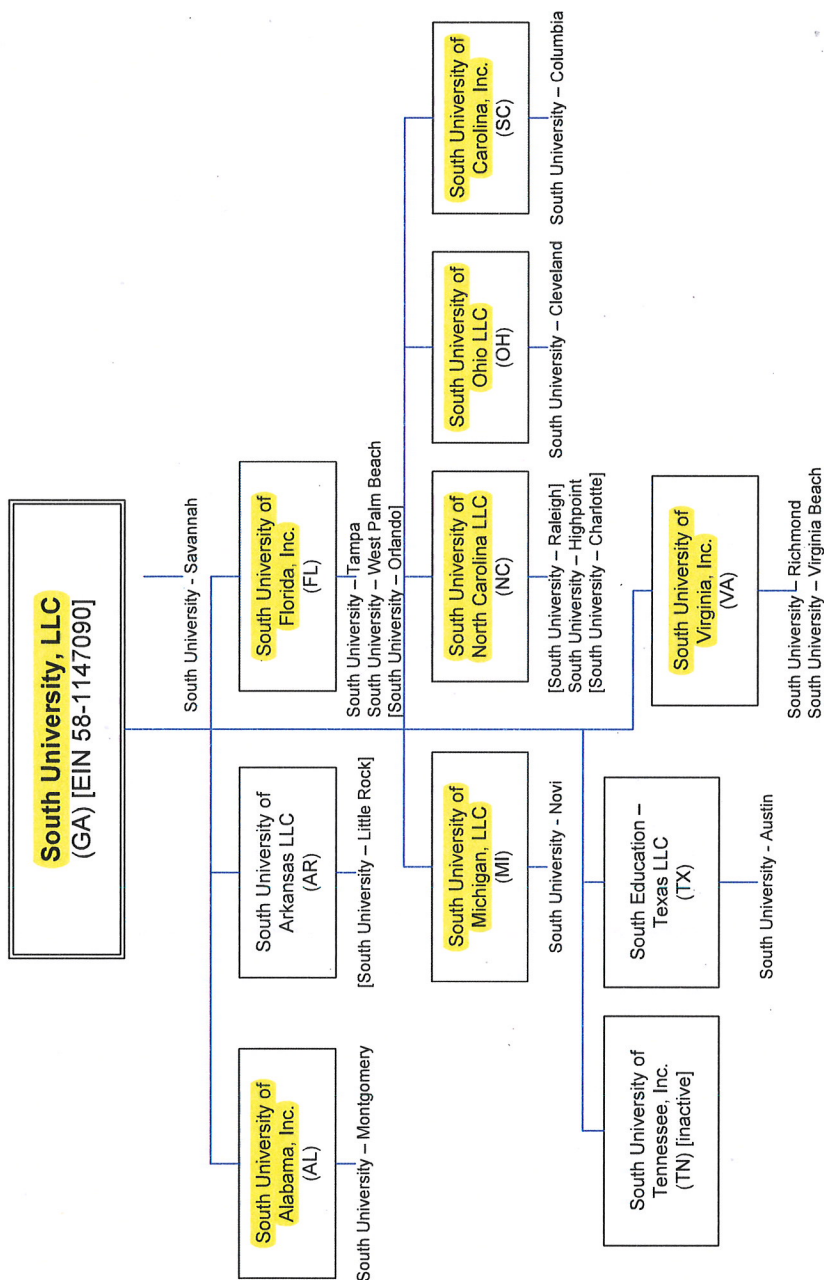 South University, LLC
(GA) [EIN 58-1147090]
South University - Savannah
South University of
Alabama, Inc.
(AL)
South University – Montgomery
South University of
Arkansas LLC
(AR)
[South University – Little Rock]
South University of
Florida, Inc.
(FL)
South University – Tampa
South University – West Palm Beach
[South University – Orlando]
South University of
Michigan, LLC
(MI)
South University - Novi
South University of
North Carolina LLC
(NC)
[South University – Raleigh]
South University – Highpoint
[South University – Charlotte]
South University of
Ohio LLC
(OH)
South University – Cleveland
South University of
Carolina, Inc.
(SC)
South University – Columbia
South University of
Tennessee, Inc.
(TN) [inactive]
South Education –
Texas LLC
(TX)
South University - Austin
South University of
Virginia, Inc.
(VA)
South University – Richmond
South University – Virginia Beach